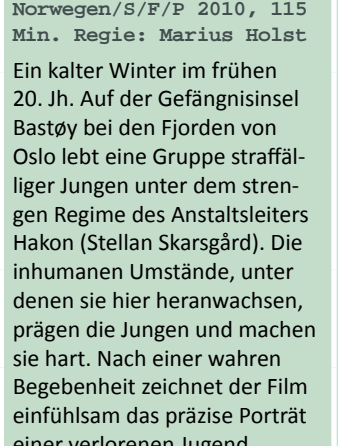 Norwegen/S/F/P 2010, 115
Min. Regie: Marius Holst
Ein kalter Winter im frühen
20. Jh. Auf der Gefängnisinsel
Bastøy bei den Fjorden von
Oslo lebt eine Gruppe straffäl-
liger Jungen unter dem stren-
gen Regime des Anstaltsleiters
Hakon (Stellan Skarsgård). Die
inhumanen Umstände, unter
denen sie hier heranwachsen,
prägen die Jungen und machen
sie hart. Nach einer wahren
Begebenheit zeichnet der Film
einfühlsam das präzise Porträt
einer verlorenen Jugend